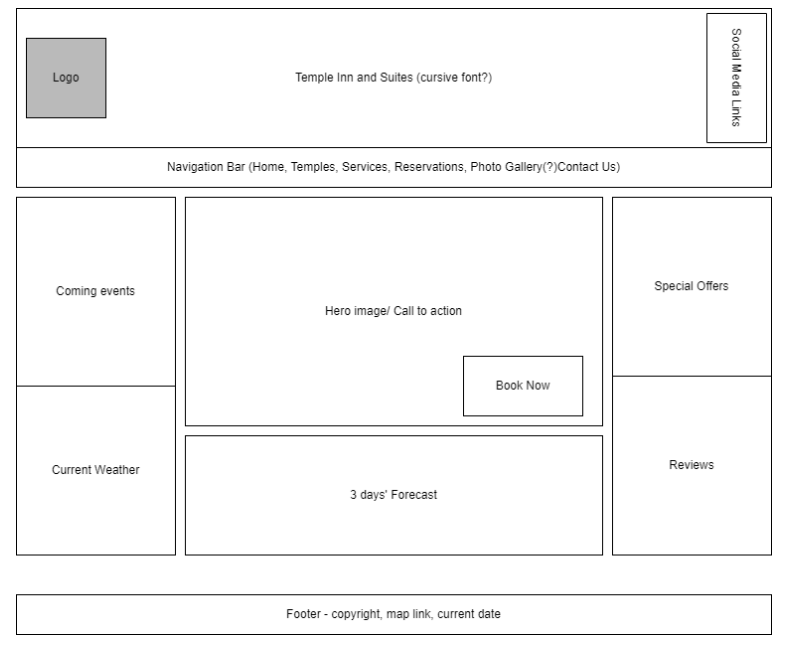 Logo
Temple Inn and Suites (cursive font?)
Social Media Links
Navigation Bar (Home, Temples, Services, Reservations, Photo Gallery(?)Contact Us)
Coming events
Hero image/ Call to action
Book Now
Special Offers
Current Weather
3 days' Forecast
Reviews
Footer - copyright, map link, current date